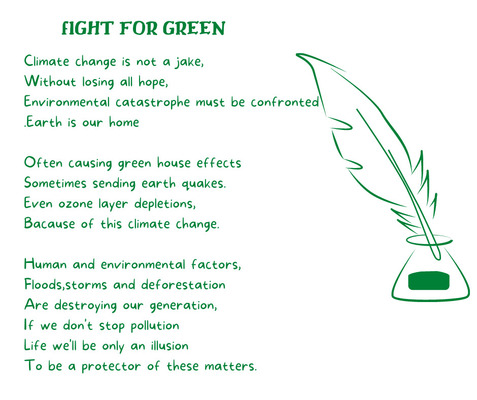 fIGHT FOR GREEN
Climate change is not a jake,
Without losing all hope,
Environmental catastrophe must be confronted
.Earth is our home
Often causing green house effects
Sometimes sending earth quakes.
Even ozone layer depletions,
Bacause of this climate change.
Human and environmental factors,
Floods,storms and deforestation
Are destroying our generation,
If we don't stop pollution
Life we'll be only an illusion
To be a protector of these matters.